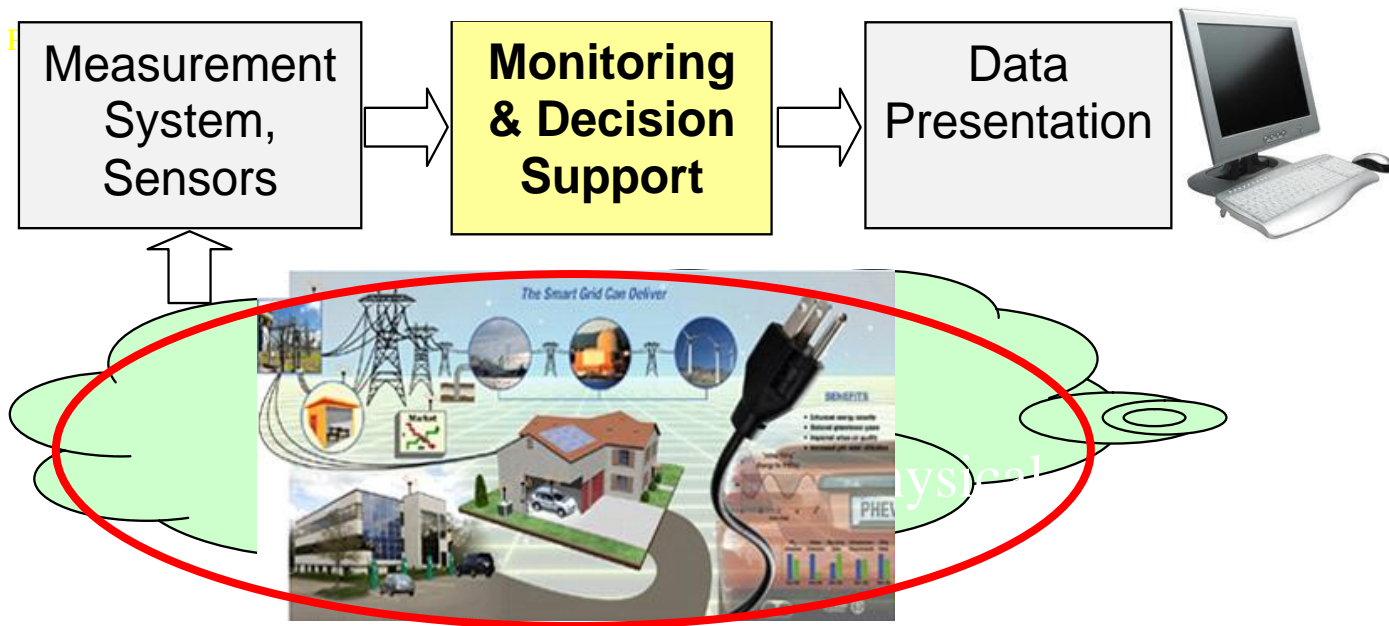 Measurement
System,
Sensors
Monitoring
& Decision
Support
Data
Presentation
The Smart Grid Can Deliver
Market
BENEFITS
PHEV